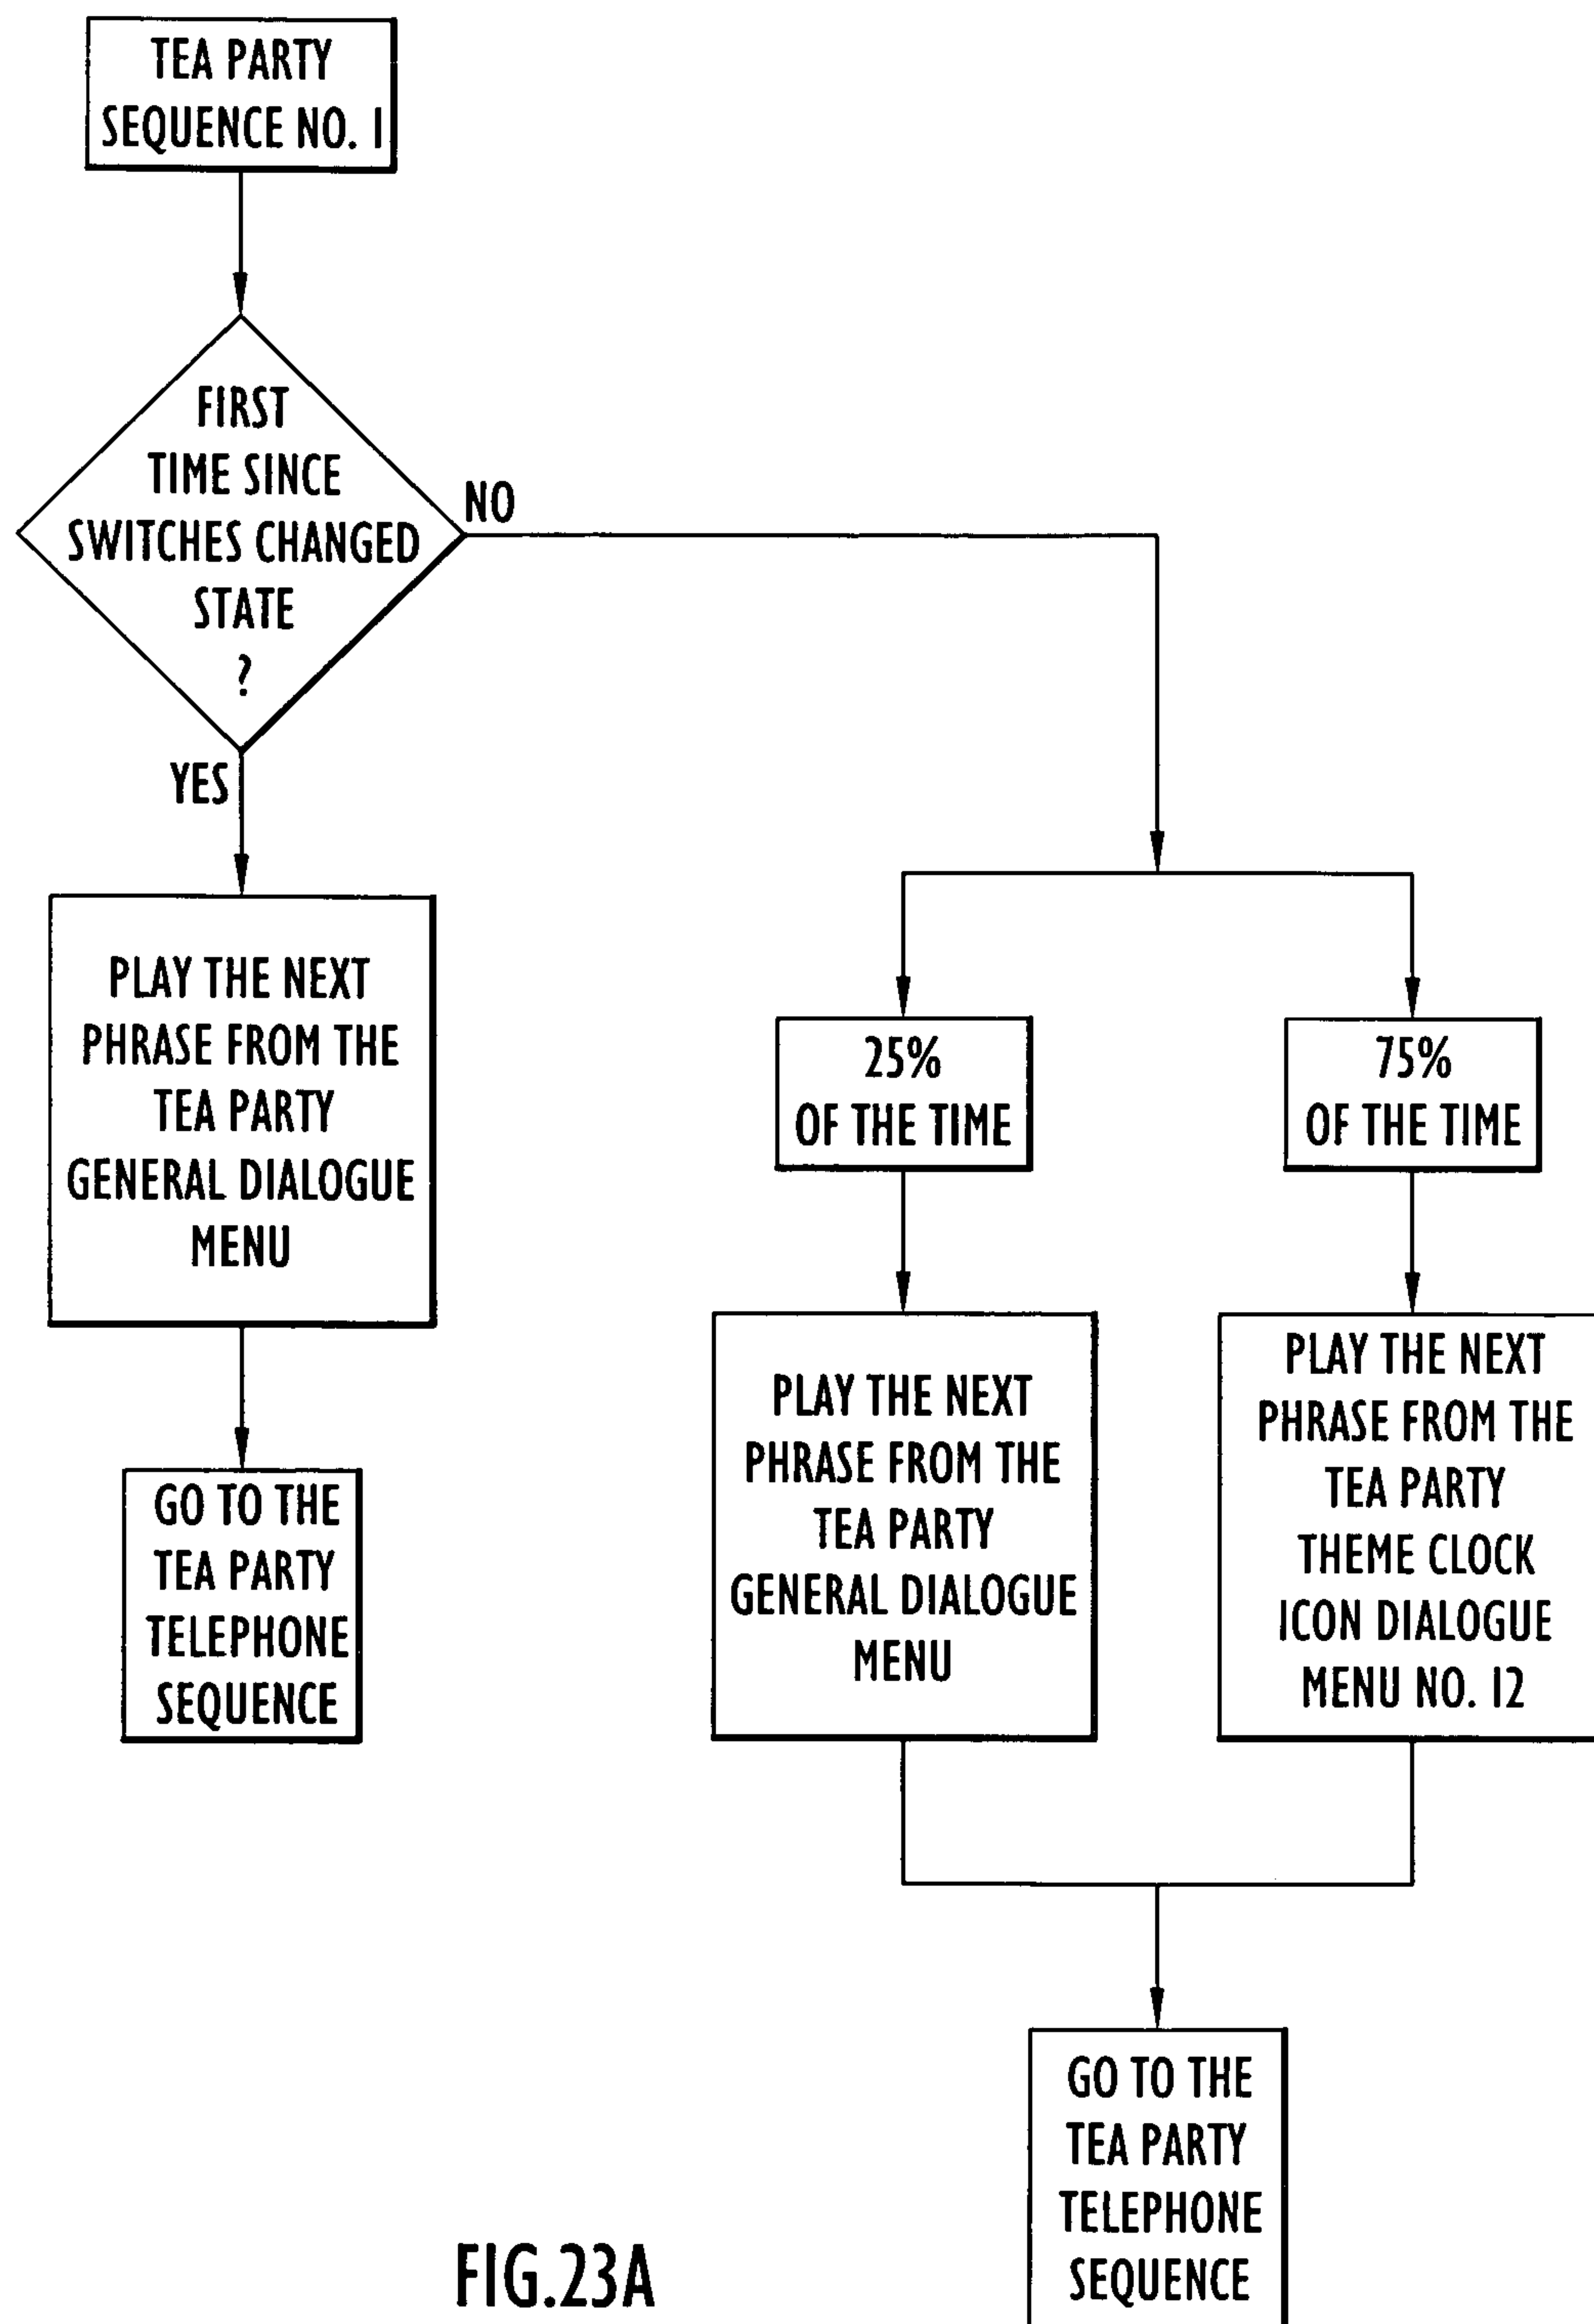 TEA PARTY
SEQUENCE NO. 1
FIRST
TIME SINCE
SWITCHES CHANGED
STATE
?
NO
YES
PLAY THE NEXT
PHRASE FROM THE
TEA PARTY
GENERAL DIALOGUE
MENU
GO TO THE
TEA PARTY
TELEPHONE
SEQUENCE
25%
OF THE TIME
75%
OF THE TIME
PLAY THE NEXT
PHRASE FROM THE
TEA PARTY
GENERAL DIALOGUE
MENU
PLAY THE NEXT
PHRASE FROM THE
TEA PARTY
THEME CLOCK
ICON DIALOGUE
MENU NO. 12
GO TO THE
TEA PARTY
TELEPHONE
SEQUENCE
FIG.23A